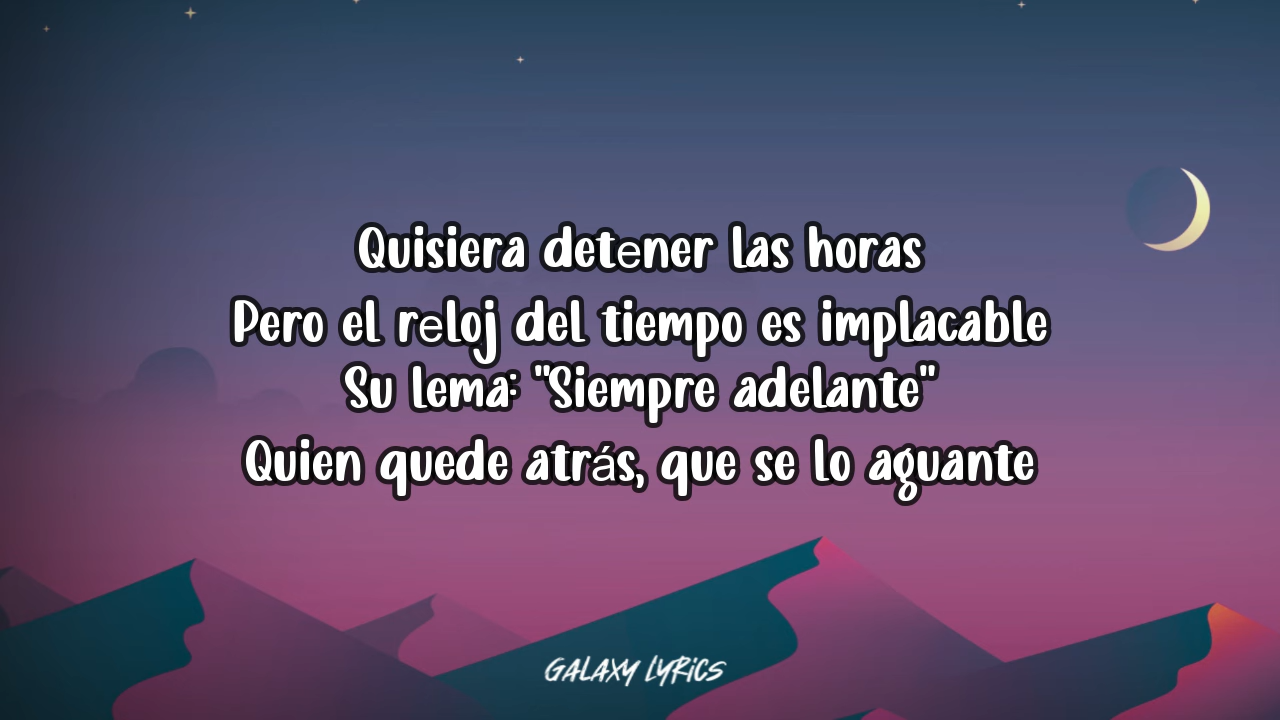 Quisiera detener las horas
Pero el reloj del tiempo es implacable
Su lema: "Siempre adelante"
Quien quede atrás, que se lo aguante
GALAXY LYRICS